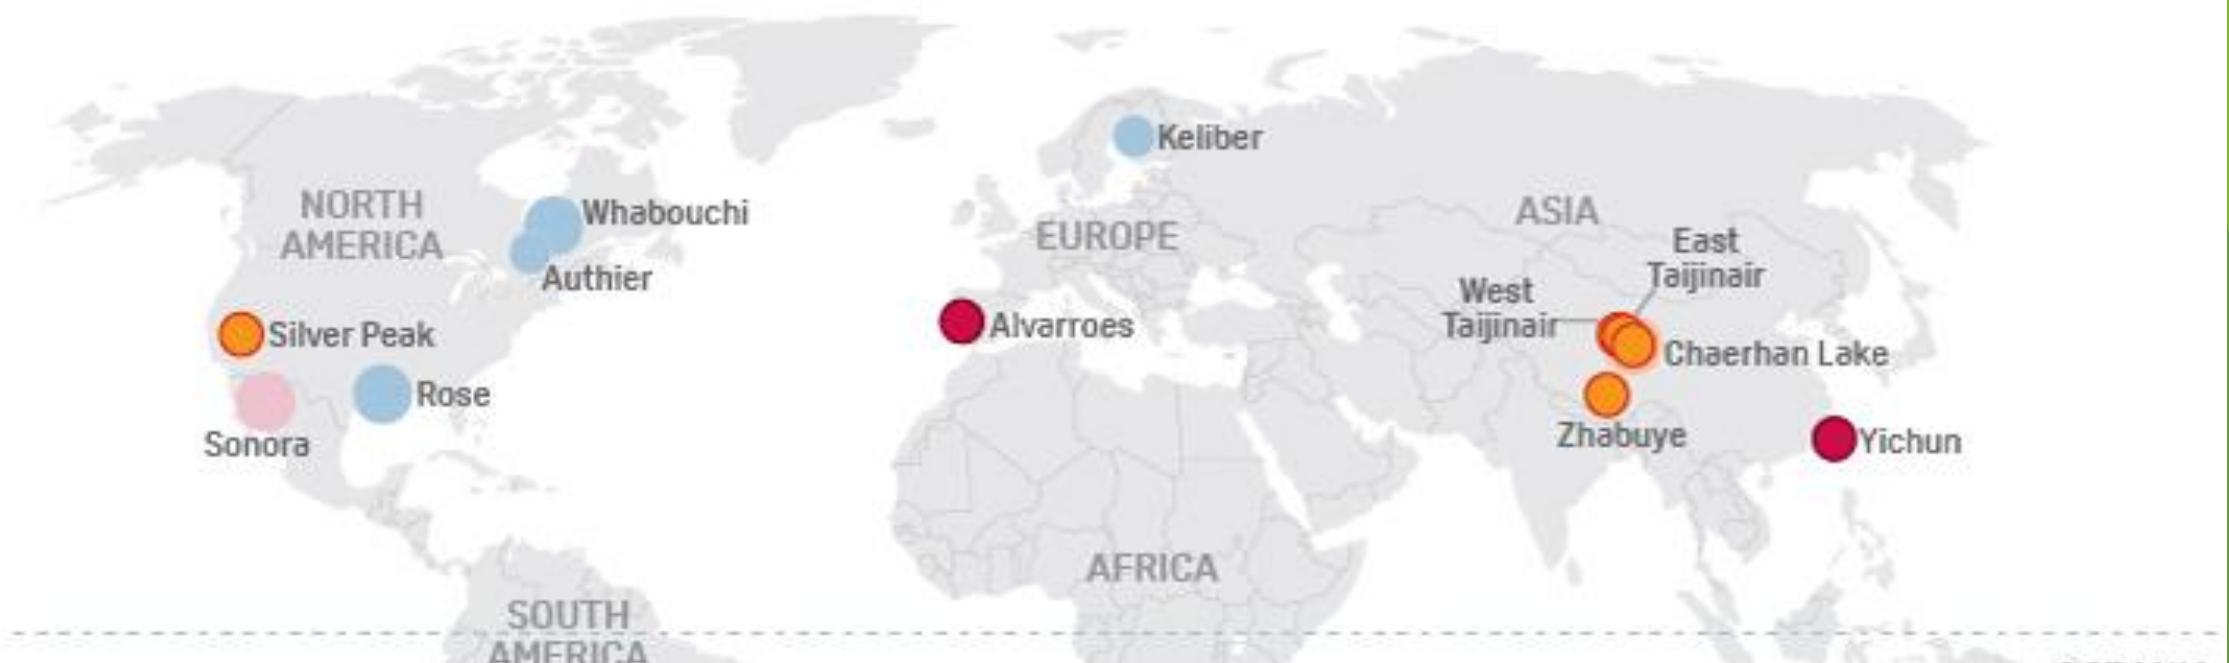 Keliber
NORTH
AMERICA
Whabouchi
Authier
EUROPE
ASIA
East
Taijinair
West
Taijinair
Silver Peak
Alvarroes
Chaerhan Lake
Rose
Sonora
Zhabuye
Yichun
AFRICA
SOUTH
AMERICA